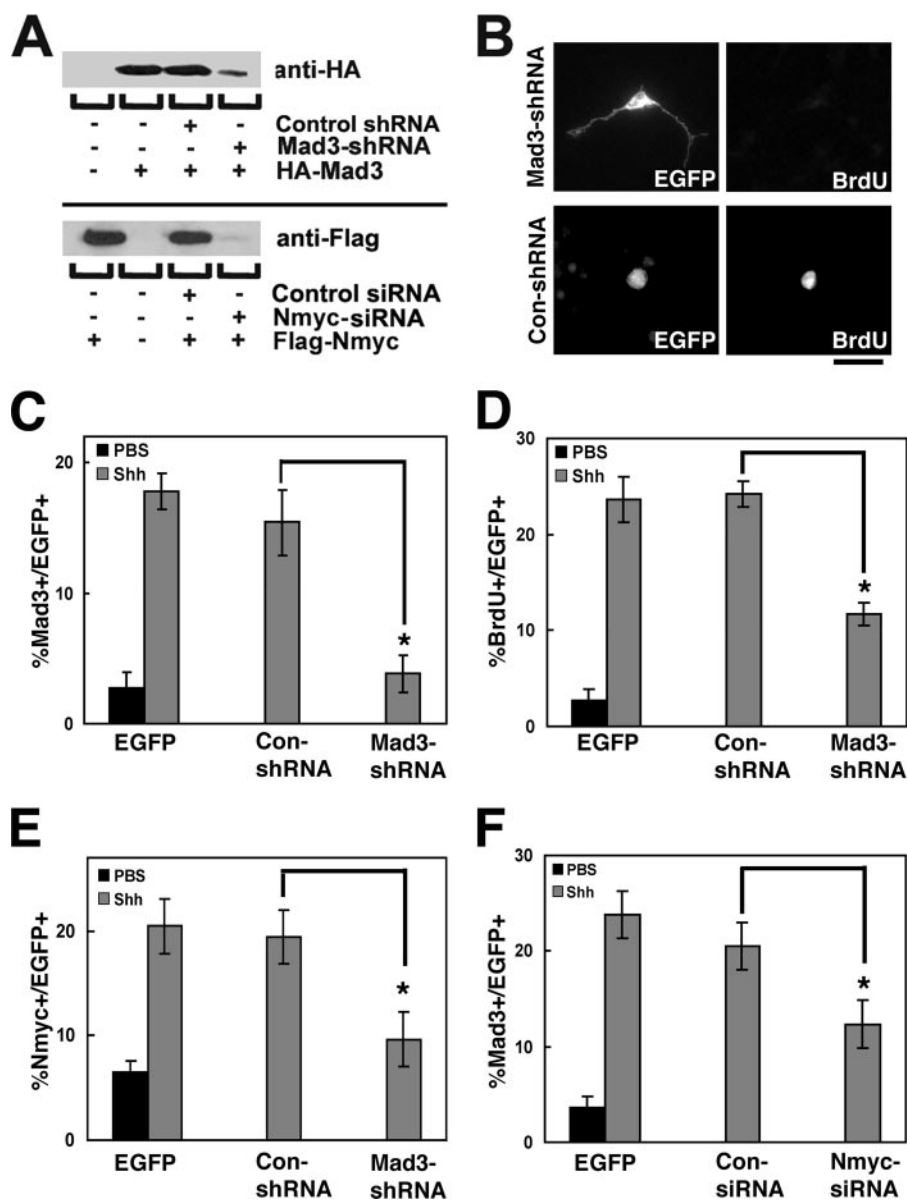 A
anti-HA
- - + - Control shRNA
- - - + Mad3-shRNA
- + + + HA-Mad3
anti-Flag
- - + - Control siRNA
- - - + Nmyc-siRNA
+ - + + Flag-Nmyc
B
Mad3-shRNA
EGFP
BrdU
Con-shRNA
EGFP
BrdU
C
PBS
Shh
%Mad3+/EGFP+
20
10
0
*
EGFP
Con-
shRNA
Mad3-
shRNA
D
PBS
Shh
%BrdU+/EGFP+
30
20
10
0
*
EGFP
Con-
shRNA
Mad3-
shRNA
E
PBS
Shh
%Nmyc+/EGFP+
20
10
0
*
EGFP
Con-
shRNA
Mad3-
shRNA
F
PBS
Shh
%Mad3+/EGFP+
30
20
10
0
*
EGFP
Con-
siRNA
Nmyc-
siRNA